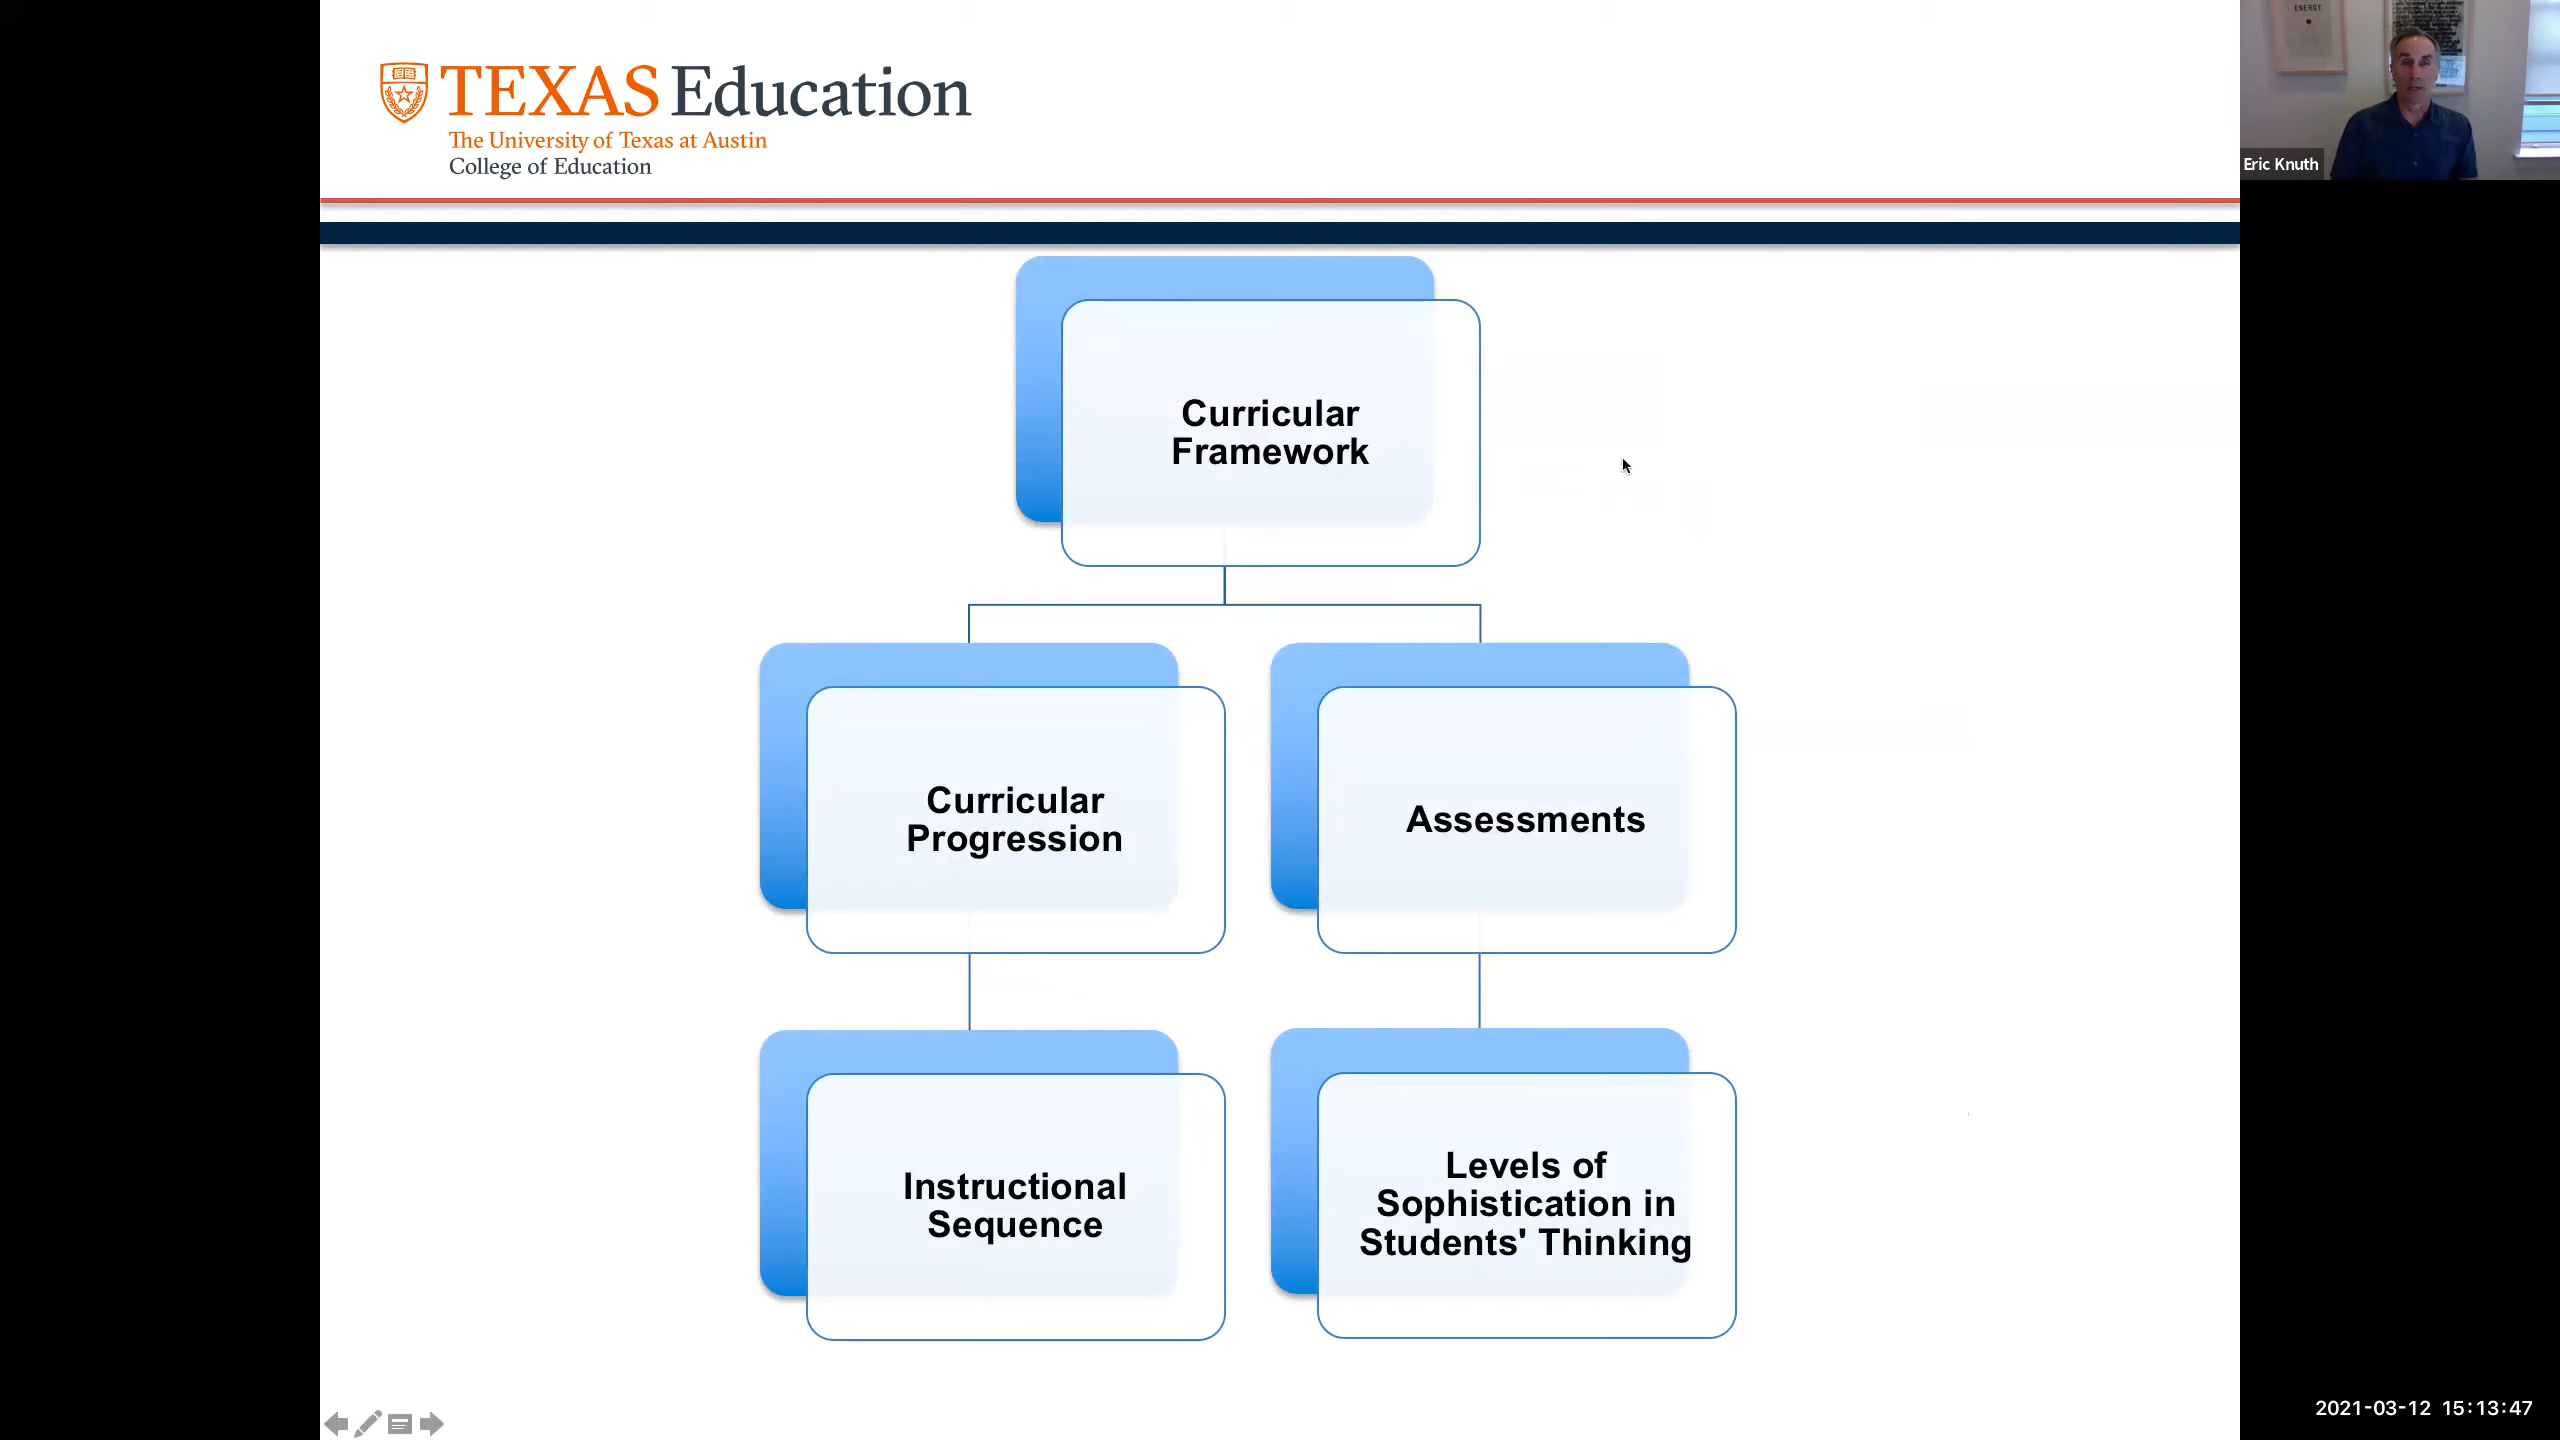 TEXAS Education
The University of Texas at Austin
College of Education
ENERGY
Eric Knuth
Curricular
Framework
Curricular
Progression
Assessments
Instructional
Sequence
Levels of
Sophistication in
Students' Thinking
2021-03-12 15:13:47